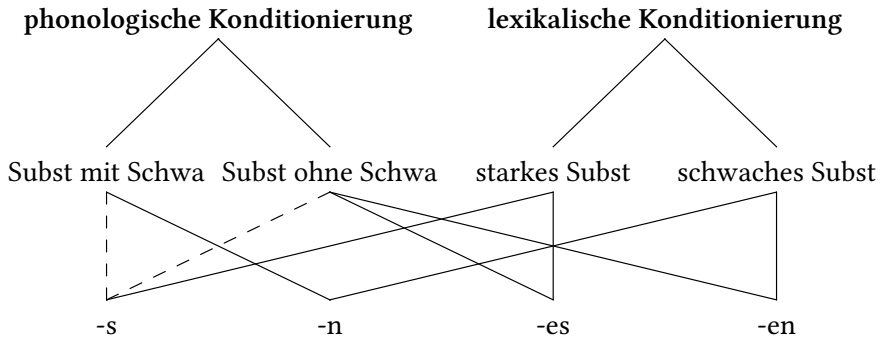 phonologische Konditionierung lexikalische Konditionierung
Subst mit Schwa Subst ohne Schwa starkes Subst schwaches Subst
-s -n -es -en